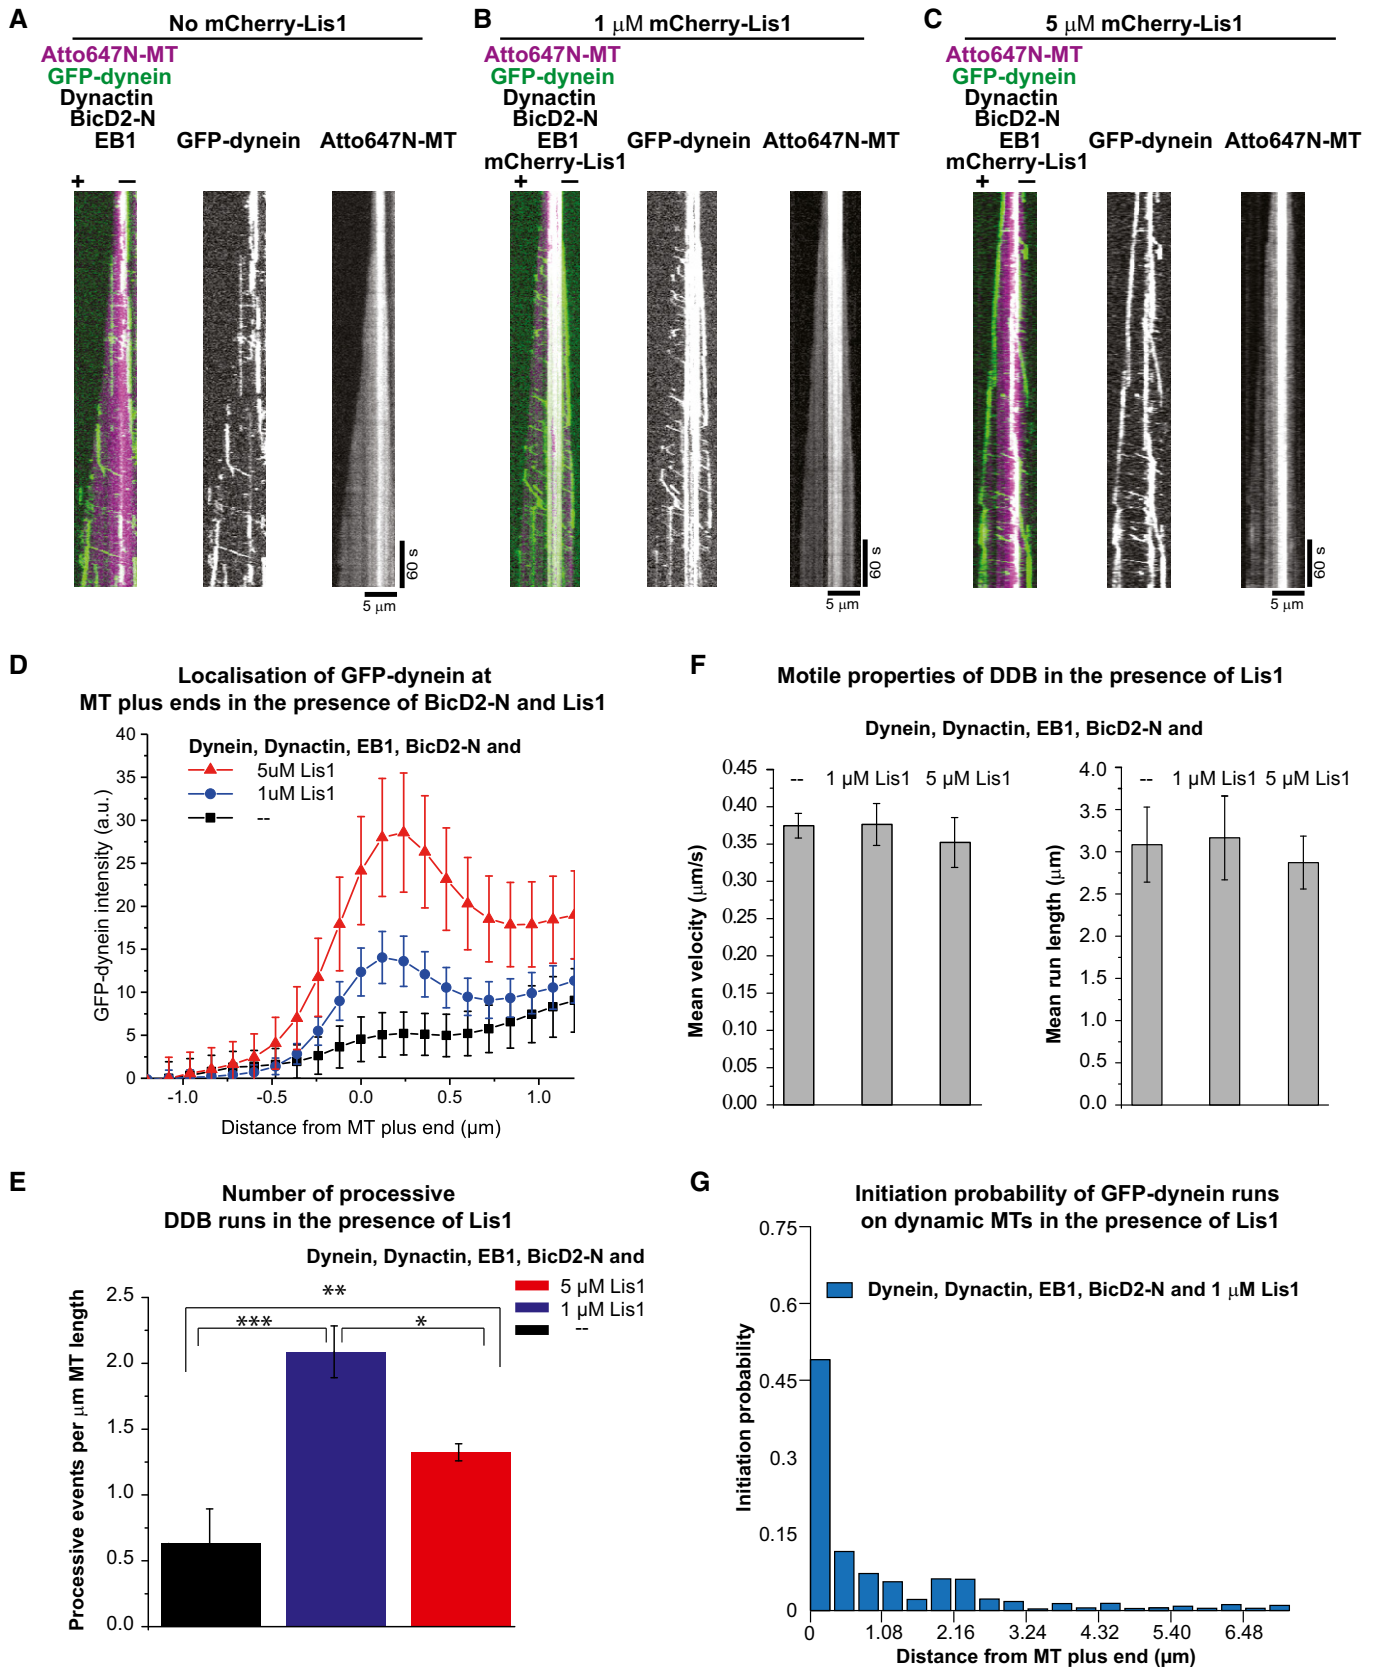 A
No mCherry-Lis1
Atto647N-MT
GFP-dynein
Dynactin
BicD2-N
EB1
GFP-dynein
Atto647N-MT
+
–
60 s
5 μm
B
1 μM mCherry-Lis1
Atto647N-MT
GFP-dynein
Dynactin
BicD2-N
EB1
mCherry-Lis1
GFP-dynein
Atto647N-MT
+
–
60 s
5 μm
C
5 μM mCherry-Lis1
Atto647N-MT
GFP-dynein
Dynactin
BicD2-N
EB1
mCherry-Lis1
GFP-dynein
Atto647N-MT
+
–
60 s
5 μm
D
Localisation of GFP-dynein at
MT plus ends in the presence of BicD2-N and Lis1
Dynein, Dynactin, EB1, BicD2-N and
5uM Lis1
1uM Lis1
--
GFP-dynein intensity (a.u.)
40
35
30
25
20
15
10
5
0
-1.0
-0.5
0.0
0.5
1.0
Distance from MT plus end (μm)
F
Motile properties of DDB in the presence of Lis1
Dynein, Dynactin, EB1, BicD2-N and
--
1 μM Lis1
5 μM Lis1
Mean velocity (μm/s)
0.45
0.40
0.35
0.30
0.25
0.20
0.15
0.10
0.05
0.00
--
1 μM Lis1
5 μM Lis1
Mean run length (μm)
4.0
3.5
3.0
2.5
2.0
1.5
1.0
0.5
0.0
E
Number of processive
DDB runs in the presence of Lis1
Dynein, Dynactin, EB1, BicD2-N and
5 μM Lis1
1 μM Lis1
--
**
***
*
Processive events per μm MT length
2.5
2.0
1.5
1.0
0.5
0.0
G
Initiation probability of GFP-dynein runs
on dynamic MTs in the presence of Lis1
Dynein, Dynactin, EB1, BicD2-N and 1 μM Lis1
Initiation probability
0.75
0.6
0.45
0.3
0.15
0
0
1.08
2.16
3.24
4.32
5.40
6.48
Distance from MT plus end (μm)